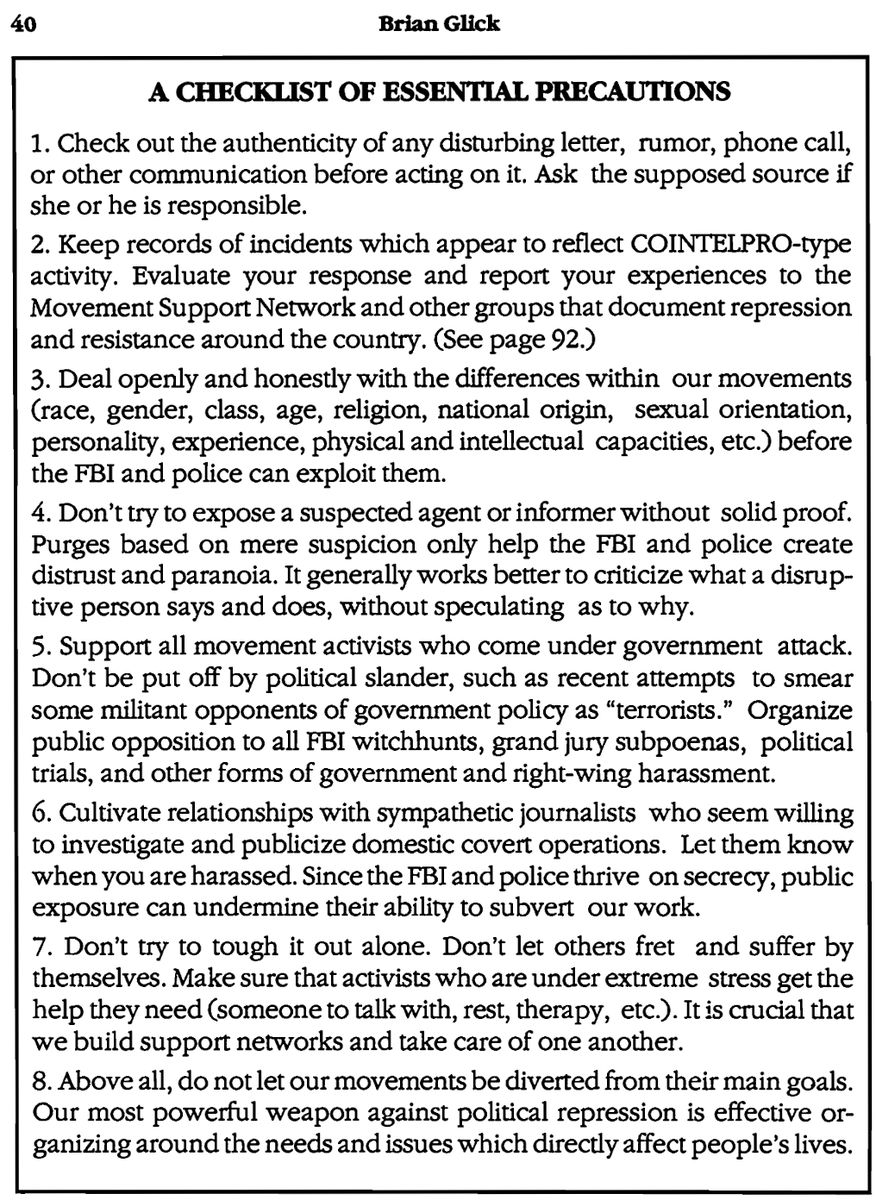 40
Brian Glick
A CHECKLIST OF ESSENTIAL PRECAUTIONS
1. Check out the authenticity of any disturbing letter, rumor, phone call,
or other communication before acting on it. Ask the supposed source if
she or he is responsible.
2. Keep records of incidents which appear to reflect COINTELPRO-type
activity. Evaluate your response and report your experiences to the
Movement Support Network and other groups that document repression
and resistance around the country. (See page 92.)
3. Deal openly and honestly with the differences within our movements
(race, gender, class, age, religion, national origin, sexual orientation,
personality, experience, physical and intellectual capacities, etc.) before
the FBI and police can exploit them.
4. Don't try to expose a suspected agent or informer without solid proof.
Purges based on mere suspicion only help the FBI and police create
distrust and paranoia. It generally works better to criticize what a disrup-
tive person says and does, without speculating as to why.
5. Support all movement activists who come under government attack.
Don't be put off by political slander, such as recent attempts to smear
some militant opponents of government policy as “terrorists.” Organize
public opposition to all FBI witchhunts, grand jury subpoenas, political
trials, and other forms of government and right-wing harassment.
6. Cultivate relationships with sympathetic journalists who seem willing
to investigate and publicize domestic covert operations. Let them know
when you are harassed. Since the FBI and police thrive on secrecy, public
exposure can undermine their ability to subvert our work.
7. Don't try to tough it out alone. Don't let others fret and suffer by
themselves. Make sure that activists who are under extreme stress get the
help they need (someone to talk with, rest, therapy, etc.). It is crucial that
we build support networks and take care of one another.
8. Above all, do not let our movements be diverted from their main goals.
Our most powerful weapon against political repression is effective or-
ganizing around the needs and issues which directly affect people's lives.